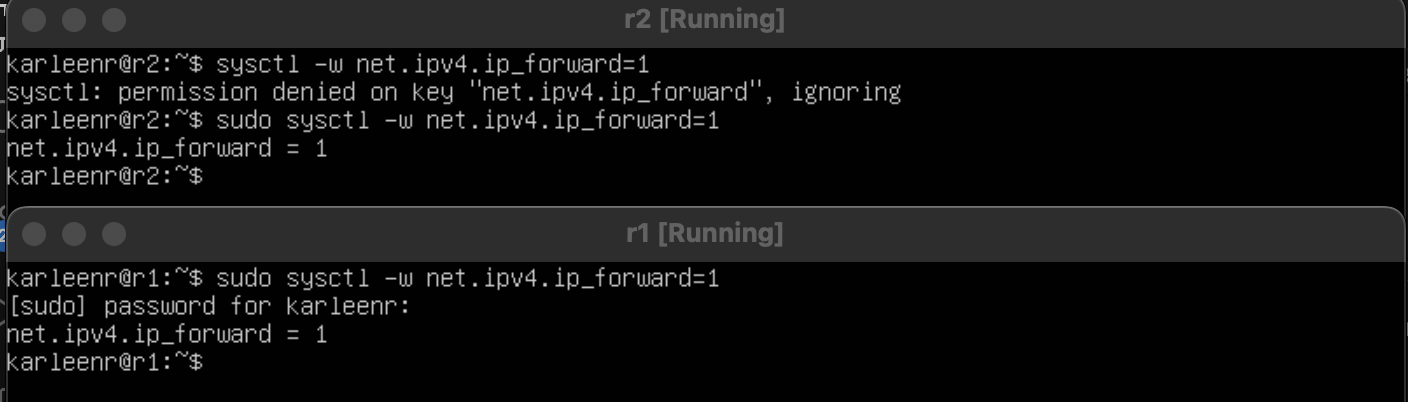 r2 [Running]
karleenr@r2:~$ sysctl -w net.ipv4.ip_forward=1
sysctl: permission denied on key "net.ipv4.ip_forward", ignoring
karleenr@r2:~$ sudo sysctl -w net.ipv4.ip_forward=1
net.ipv4.ip_forward = 1
karleenr@r2:~$
r1 [Running]
karleenr@r1:~$ sudo sysctl -w net.ipv4.ip_forward=1
[sudo] password for karleenr:
net.ipv4.ip_forward = 1
karleenr@r1:~$